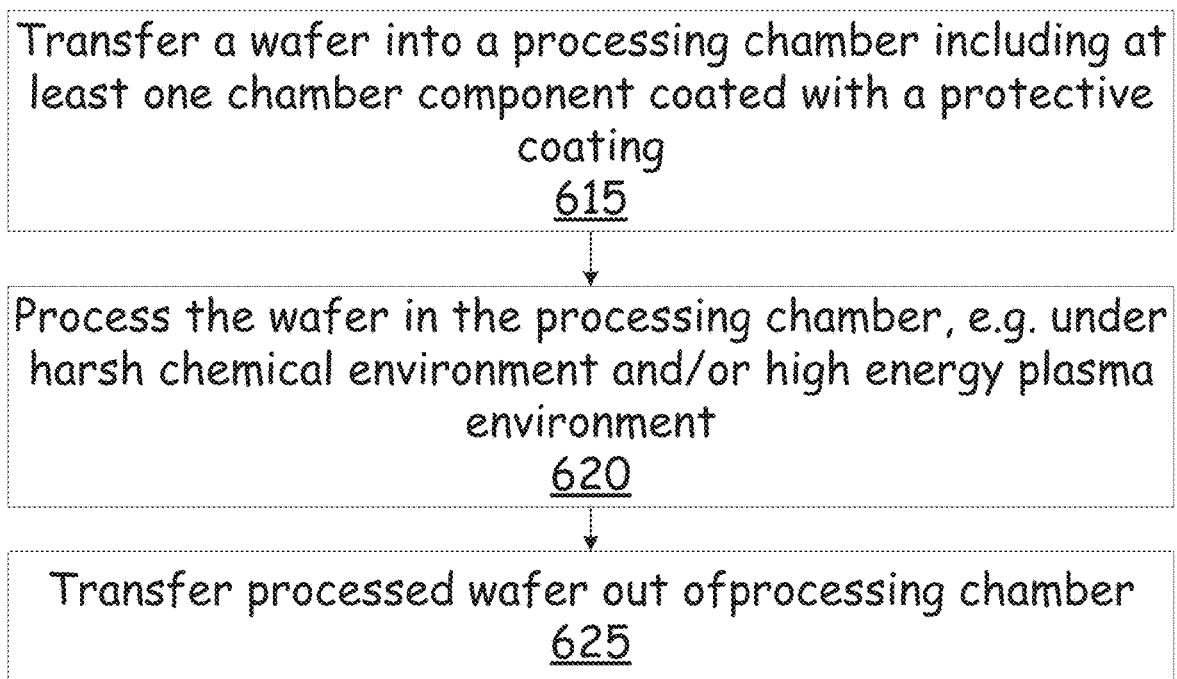 Transfer a wafer into a processing chamber including at
least one chamber component coated with a protective
coating
615
Process the wafer in the processing chamber, e.g. under
harsh chemical environment and/or high energy plasma
environment
620
Transfer processed wafer out ofprocessing chamber
625